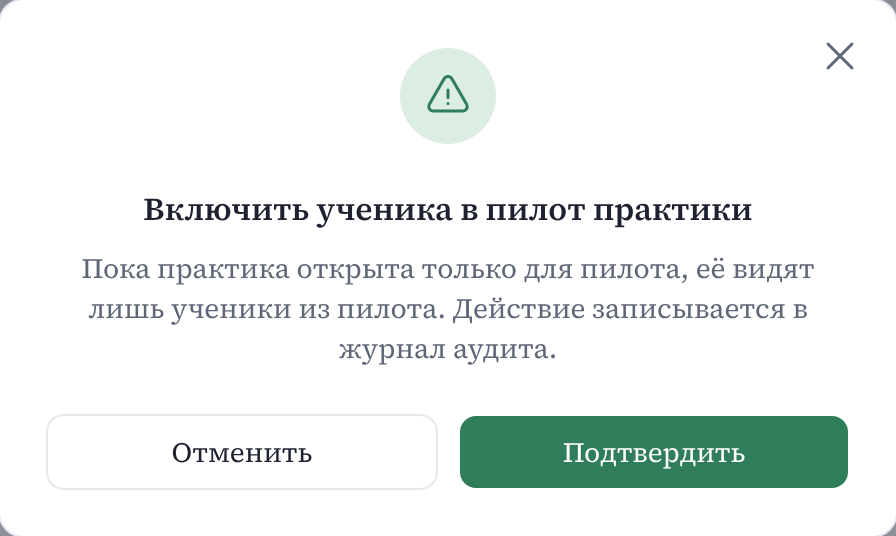 Включить ученика в пилот практики
Пока практика открыта только для пилота, её видят
лишь ученики из пилота. Действие записывается в
журнал аудита.
Отменить
Подтвердить